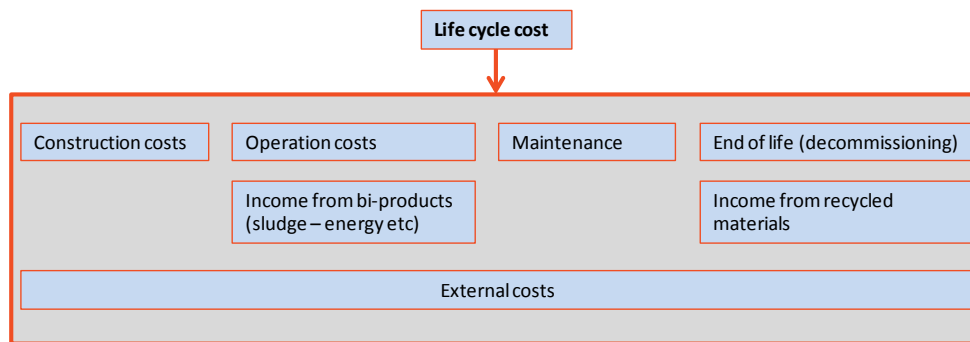 Life cycle cost
Construction costs
Operation costs
Maintenance
End of life (decommissioning)
Income from bi-products
(sludge – energy etc)
Income from recycled
materials
External costs